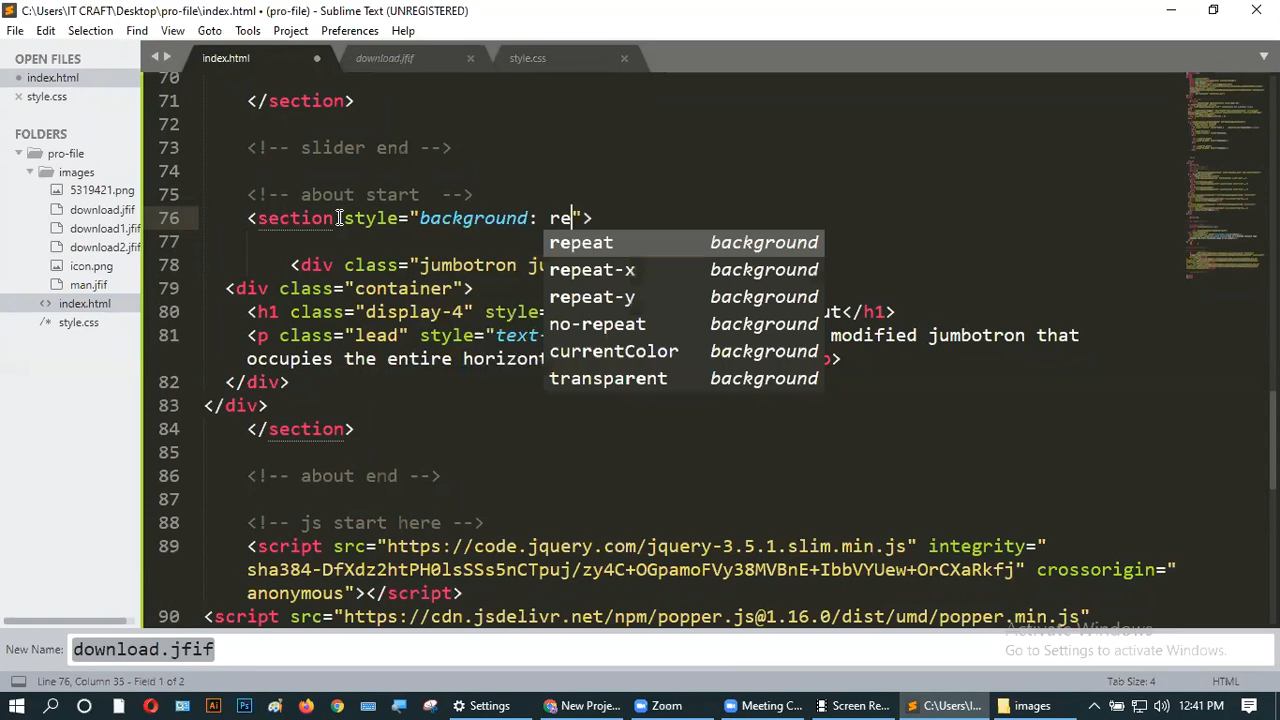 C:\Users\IT CRAFT\Desktop\pro-file\index.html • (pro-file) - Sublime Text (UNREGISTERED)
File Edit Selection Find View Goto Tools Project Preferences Help
OPEN FILES
index.html
style.css
FOLDERS
pro-file
images
5319421.png
download.jfif
download1.jfif
download2.jfif
icon.png
man.jfif
index.html
style.css
index.html download.jfif style.css
70
71 </section>
72
73 <!-- slider end -->
74
75 <!-- about start  -->
76 <section style="background: re">
77
78 <div class="jumbotron ju
79 <div class="container">
80 <h1 class="display-4" style= ut</h1>
81 <p class="lead" style="text- modified jumbotron that
occupies the entire horizont p>
82 </div>
83 </div>
84 </section>
85
86 <!-- about end -->
87
88 <!-- js start here -->
89 <script src="https://code.jquery.com/jquery-3.5.1.slim.min.js" integrity="
sha384-DfXdz2htPH0lsSSs5nCTpuj/zy4C+OGpamoFVy38MVBnE+IbbVYUew+OrCXaRkfj" crossorigin="
anonymous"></script>
90 <script src="https://cdn.jsdelivr.net/npm/popper.js@1.16.0/dist/umd/popper.min.js"
repeat background
repeat-x background
repeat-y background
no-repeat background
currentColor background
transparent background
Activate Windows
Go to Settings to activate Windows.
New Name: download.jfif
Line 76, Column 35 - Field 1 of 2 Tab Size: 4 HTML
Settings New Proje... Zoom Meeting C... Screen Re... C:\Users\I... images 12:41 PM